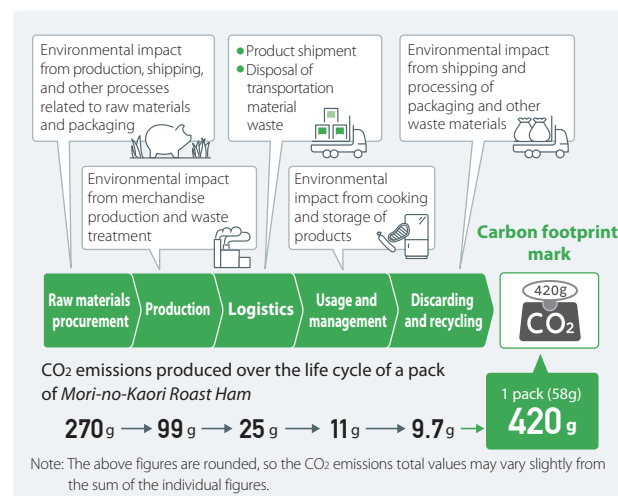 Environmental impact
from production, shipping,
and other processes
related to raw materials
and packaging
● Product shipment
● Disposal of
transportation
material
waste
Environmental impact
from shipping and
processing of
packaging and other
waste materials
Environmental impact
from merchandise
production and waste
treatment
Environmental
impact from cooking
and storage of
products
Carbon footprint
mark
Raw materials
procurement
Production
Logistics
Usage and
management
Discarding
and recycling
420g
CO2
CO2 emissions produced over the life cycle of a pack
of Mori-no-Kaori Roast Ham
270 g → 99 g → 25 g → 11 g → 9.7 g →
1 pack (58g)
420 g
Note: The above figures are rounded, so the CO2 emissions total values may vary slightly from
the sum of the individual figures.